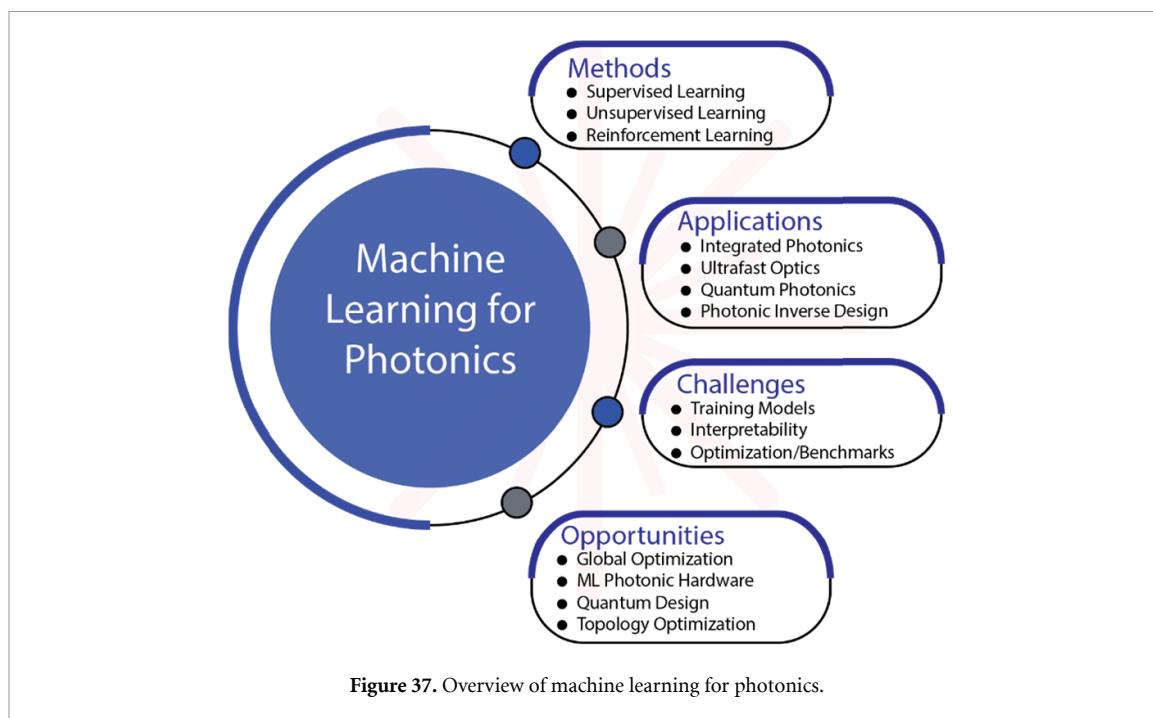 Machine
Learning for
Photonics
Methods
● Supervised Learning
● Unsupervised Learning
● Reinforcement Learning
Applications
● Integrated Photonics
● Ultrafast Optics
● Quantum Photonics
● Photonic Inverse Design
Challenges
● Training Models
● Interpretability
● Optimization/Benchmarks
Opportunities
● Global Optimization
● ML Photonic Hardware
● Quantum Design
● Topology Optimization
Figure 37. Overview of machine learning for photonics.